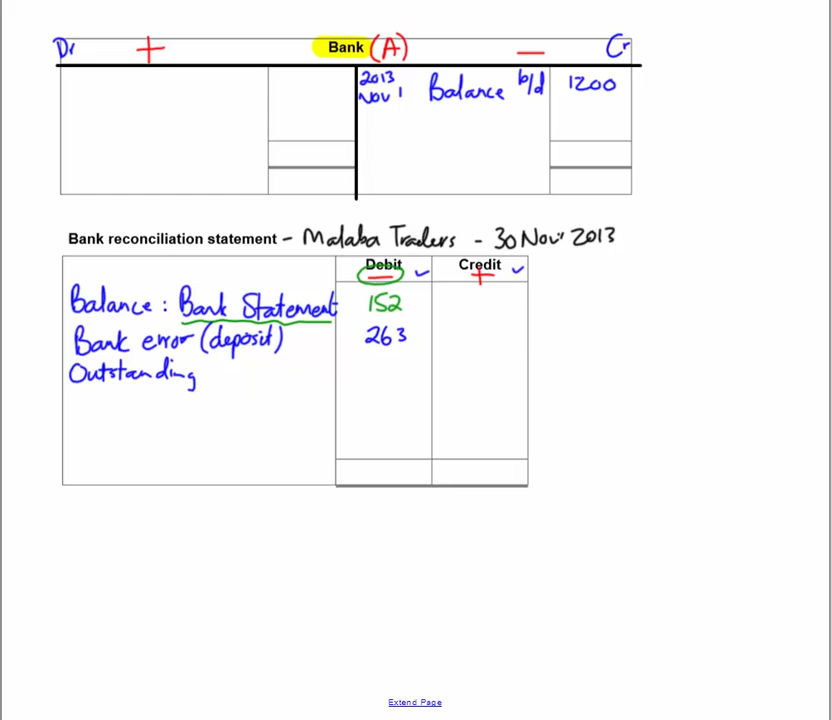 Dr + Bank (A) − Cr
2013
Nov 1 Balance b/d 1200
Bank reconciliation statement - Malaba Traders - 30 Nov 2013
Debit Credit
− +
Balance : Bank Statement 152
Bank error (deposit) 263
Outstanding
Extend Page